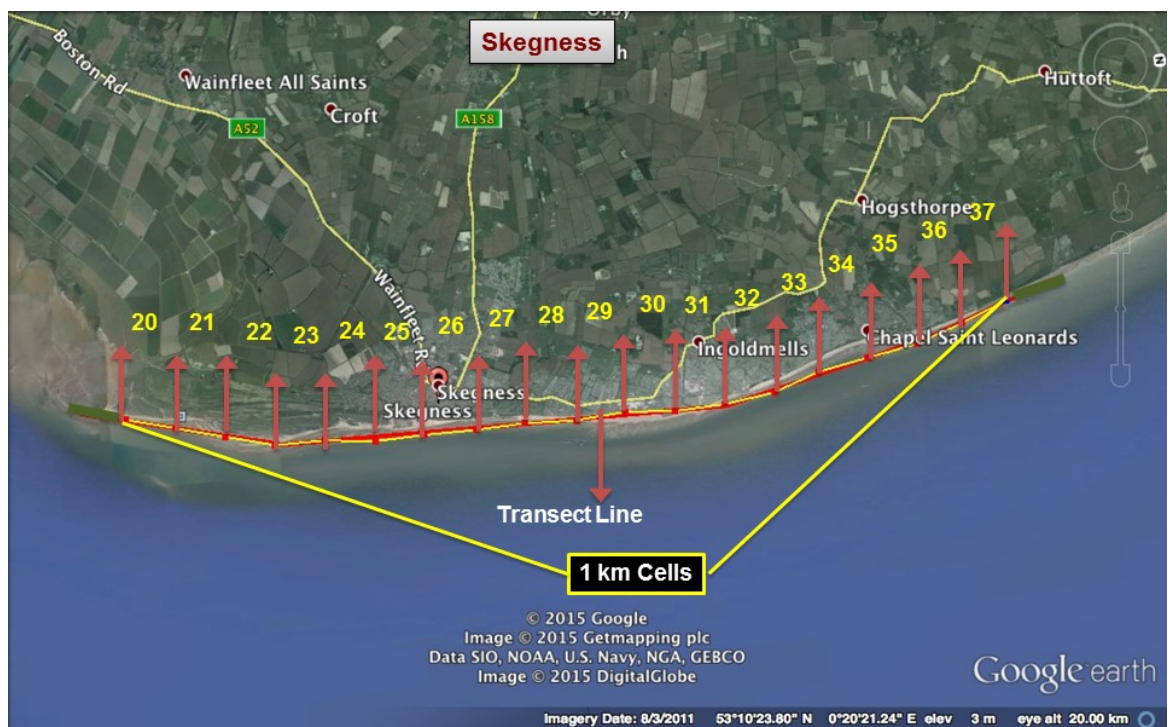 Skegness
Boston Rd
Wainfleet All Saints
Croft
A52
A158
Huttoft
Hogsthorpe
Wainfleet R
20
21
22
23
24
25
26
27
28
29
30
31
32
33
34
35
36
37
Ingoldmells
Chapel Saint Leonards
Skegness
Skegness
Transect Line
1 km Cells
© 2015 Google
Image © 2015 Getmapping plc
Data SIO, NOAA, U.S. Navy, NGA, GEBCO
Image © 2015 DigitalGlobe
Google earth
Imagery Date: 8/3/2011 53°10'23.80" N 0°20'21.24" E elev 3 m eye alt 20.00 km